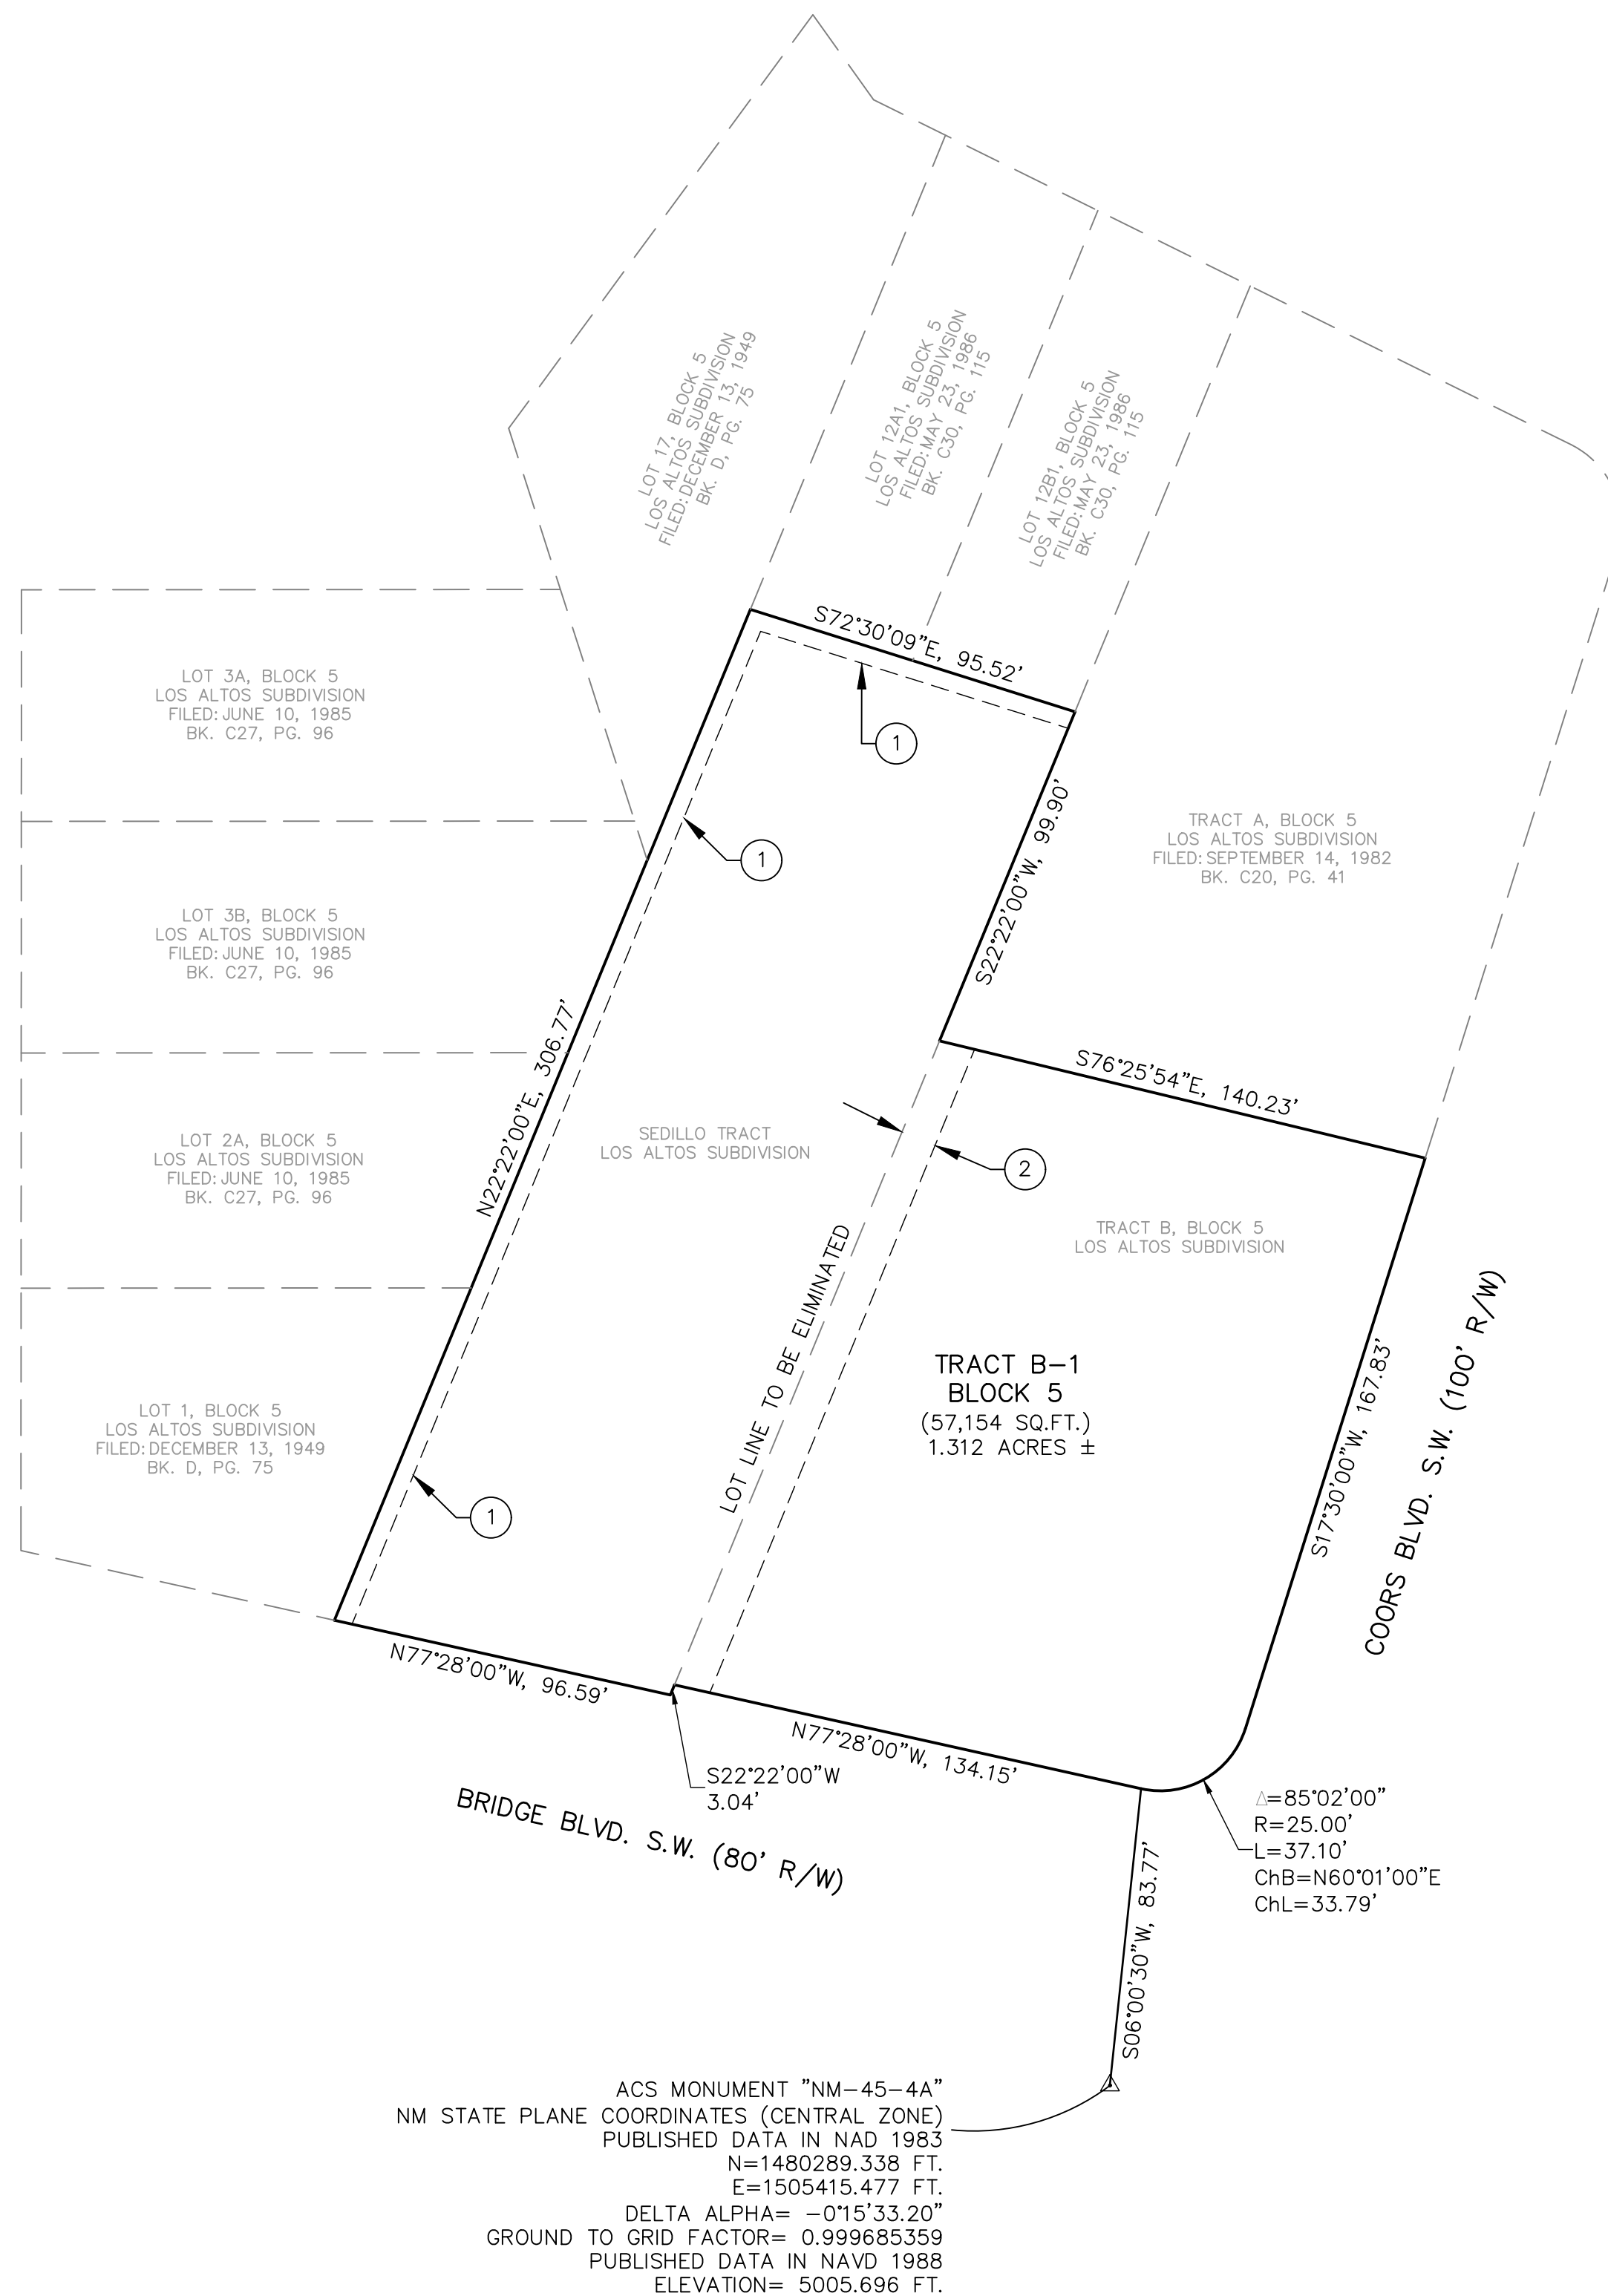 LOT 17, BLOCK 5
LOS ALTOS SUBDIVISION
FILED: DECEMBER 13, 1949
BK. D, PG. 75
LOT 12A1, BLOCK 5
LOS ALTOS SUBDIVISION
FILED: MAY 23, 1986
BK. C30, PG. 115
LOT 12B1, BLOCK 5
LOS ALTOS SUBDIVISION
FILED: MAY 23, 1986
BK. C30, PG. 115
S72°30'09"E, 95.52'
LOT 3A, BLOCK 5
LOS ALTOS SUBDIVISION
FILED: JUNE 10, 1985
BK. C27, PG. 96
1
1
S22°22'00"W, 99.90'
TRACT A, BLOCK 5
LOS ALTOS SUBDIVISION
FILED: SEPTEMBER 14, 1982
BK. C20, PG. 41
LOT 3B, BLOCK 5
LOS ALTOS SUBDIVISION
FILED: JUNE 10, 1985
BK. C27, PG. 96
N22°22'00"E, 306.77'
S76°25'54"E, 140.23'
LOT 2A, BLOCK 5
LOS ALTOS SUBDIVISION
FILED: JUNE 10, 1985
BK. C27, PG. 96
SEDILLO TRACT
LOS ALTOS SUBDIVISION
2
TRACT B, BLOCK 5
LOS ALTOS SUBDIVISION
LOT LINE TO BE ELIMINATED
TRACT B-1
BLOCK 5
(57,154 SQ.FT.)
1.312 ACRES ±
S17°30'00"W, 167.83'
COORS BLVD. S.W. (100' R/W)
LOT 1, BLOCK 5
LOS ALTOS SUBDIVISION
FILED: DECEMBER 13, 1949
BK. D, PG. 75
1
N77°28'00"W, 96.59'
N77°28'00"W, 134.15'
S22°22'00"W
3.04'
BRIDGE BLVD. S.W. (80' R/W)
Δ=85°02'00"
R=25.00'
L=37.10'
ChB=N60°01'00"E
ChL=33.79'
S06°00'30"W, 83.77'
ACS MONUMENT "NM-45-4A"
NM STATE PLANE COORDINATES (CENTRAL ZONE)
PUBLISHED DATA IN NAD 1983
N=1480289.338 FT.
E=1505415.477 FT.
DELTA ALPHA= -0°15'33.20"
GROUND TO GRID FACTOR= 0.999685359
PUBLISHED DATA IN NAVD 1988
ELEVATION= 5005.696 FT.